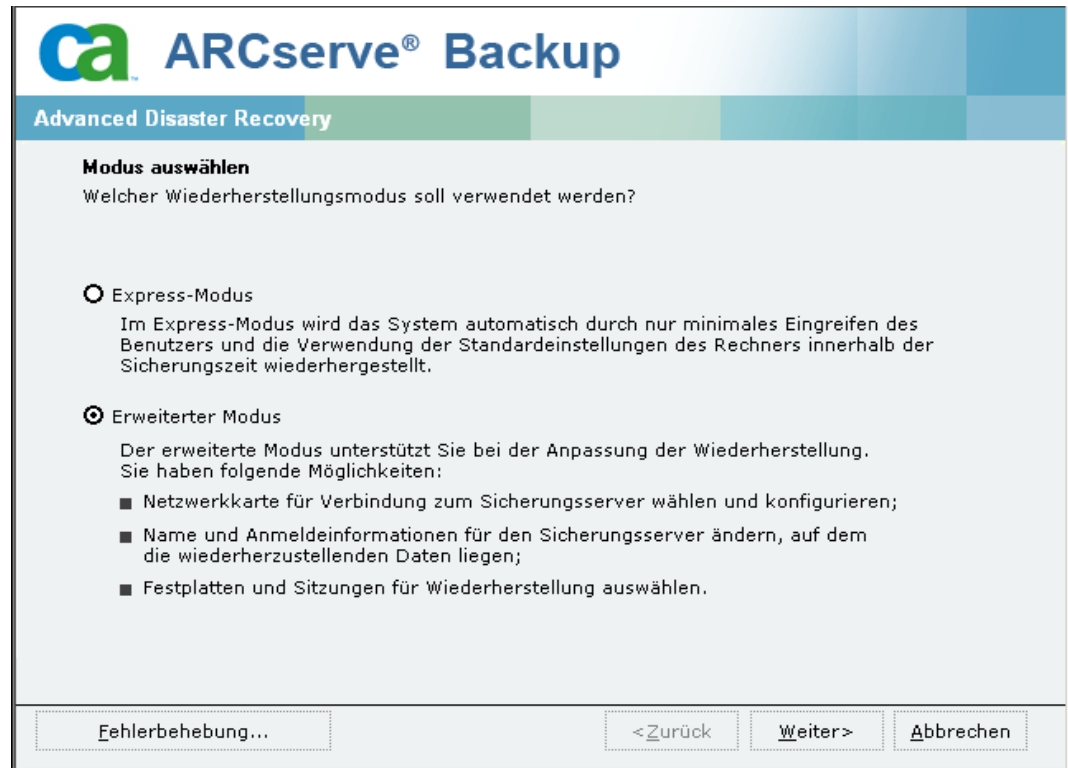 ca™ ARCserve® Backup
Advanced Disaster Recovery
Modus auswählen
Welcher Wiederherstellungsmodus soll verwendet werden?
Express-Modus
Im Express-Modus wird das System automatisch durch nur minimales Eingreifen des
Benutzers und die Verwendung der Standardeinstellungen des Rechners innerhalb der
Sicherungszeit wiederhergestellt.
Erweiterter Modus
Der erweiterte Modus unterstützt Sie bei der Anpassung der Wiederherstellung.
Sie haben folgende Möglichkeiten:
Netzwerkkarte für Verbindung zum Sicherungsserver wählen und konfigurieren;
Name und Anmeldeinformationen für den Sicherungsserver ändern, auf dem
die wiederherzustellenden Daten liegen;
Festplatten und Sitzungen für Wiederherstellung auswählen.
Fehlerbehebung... <Zurück Weiter> Abbrechen